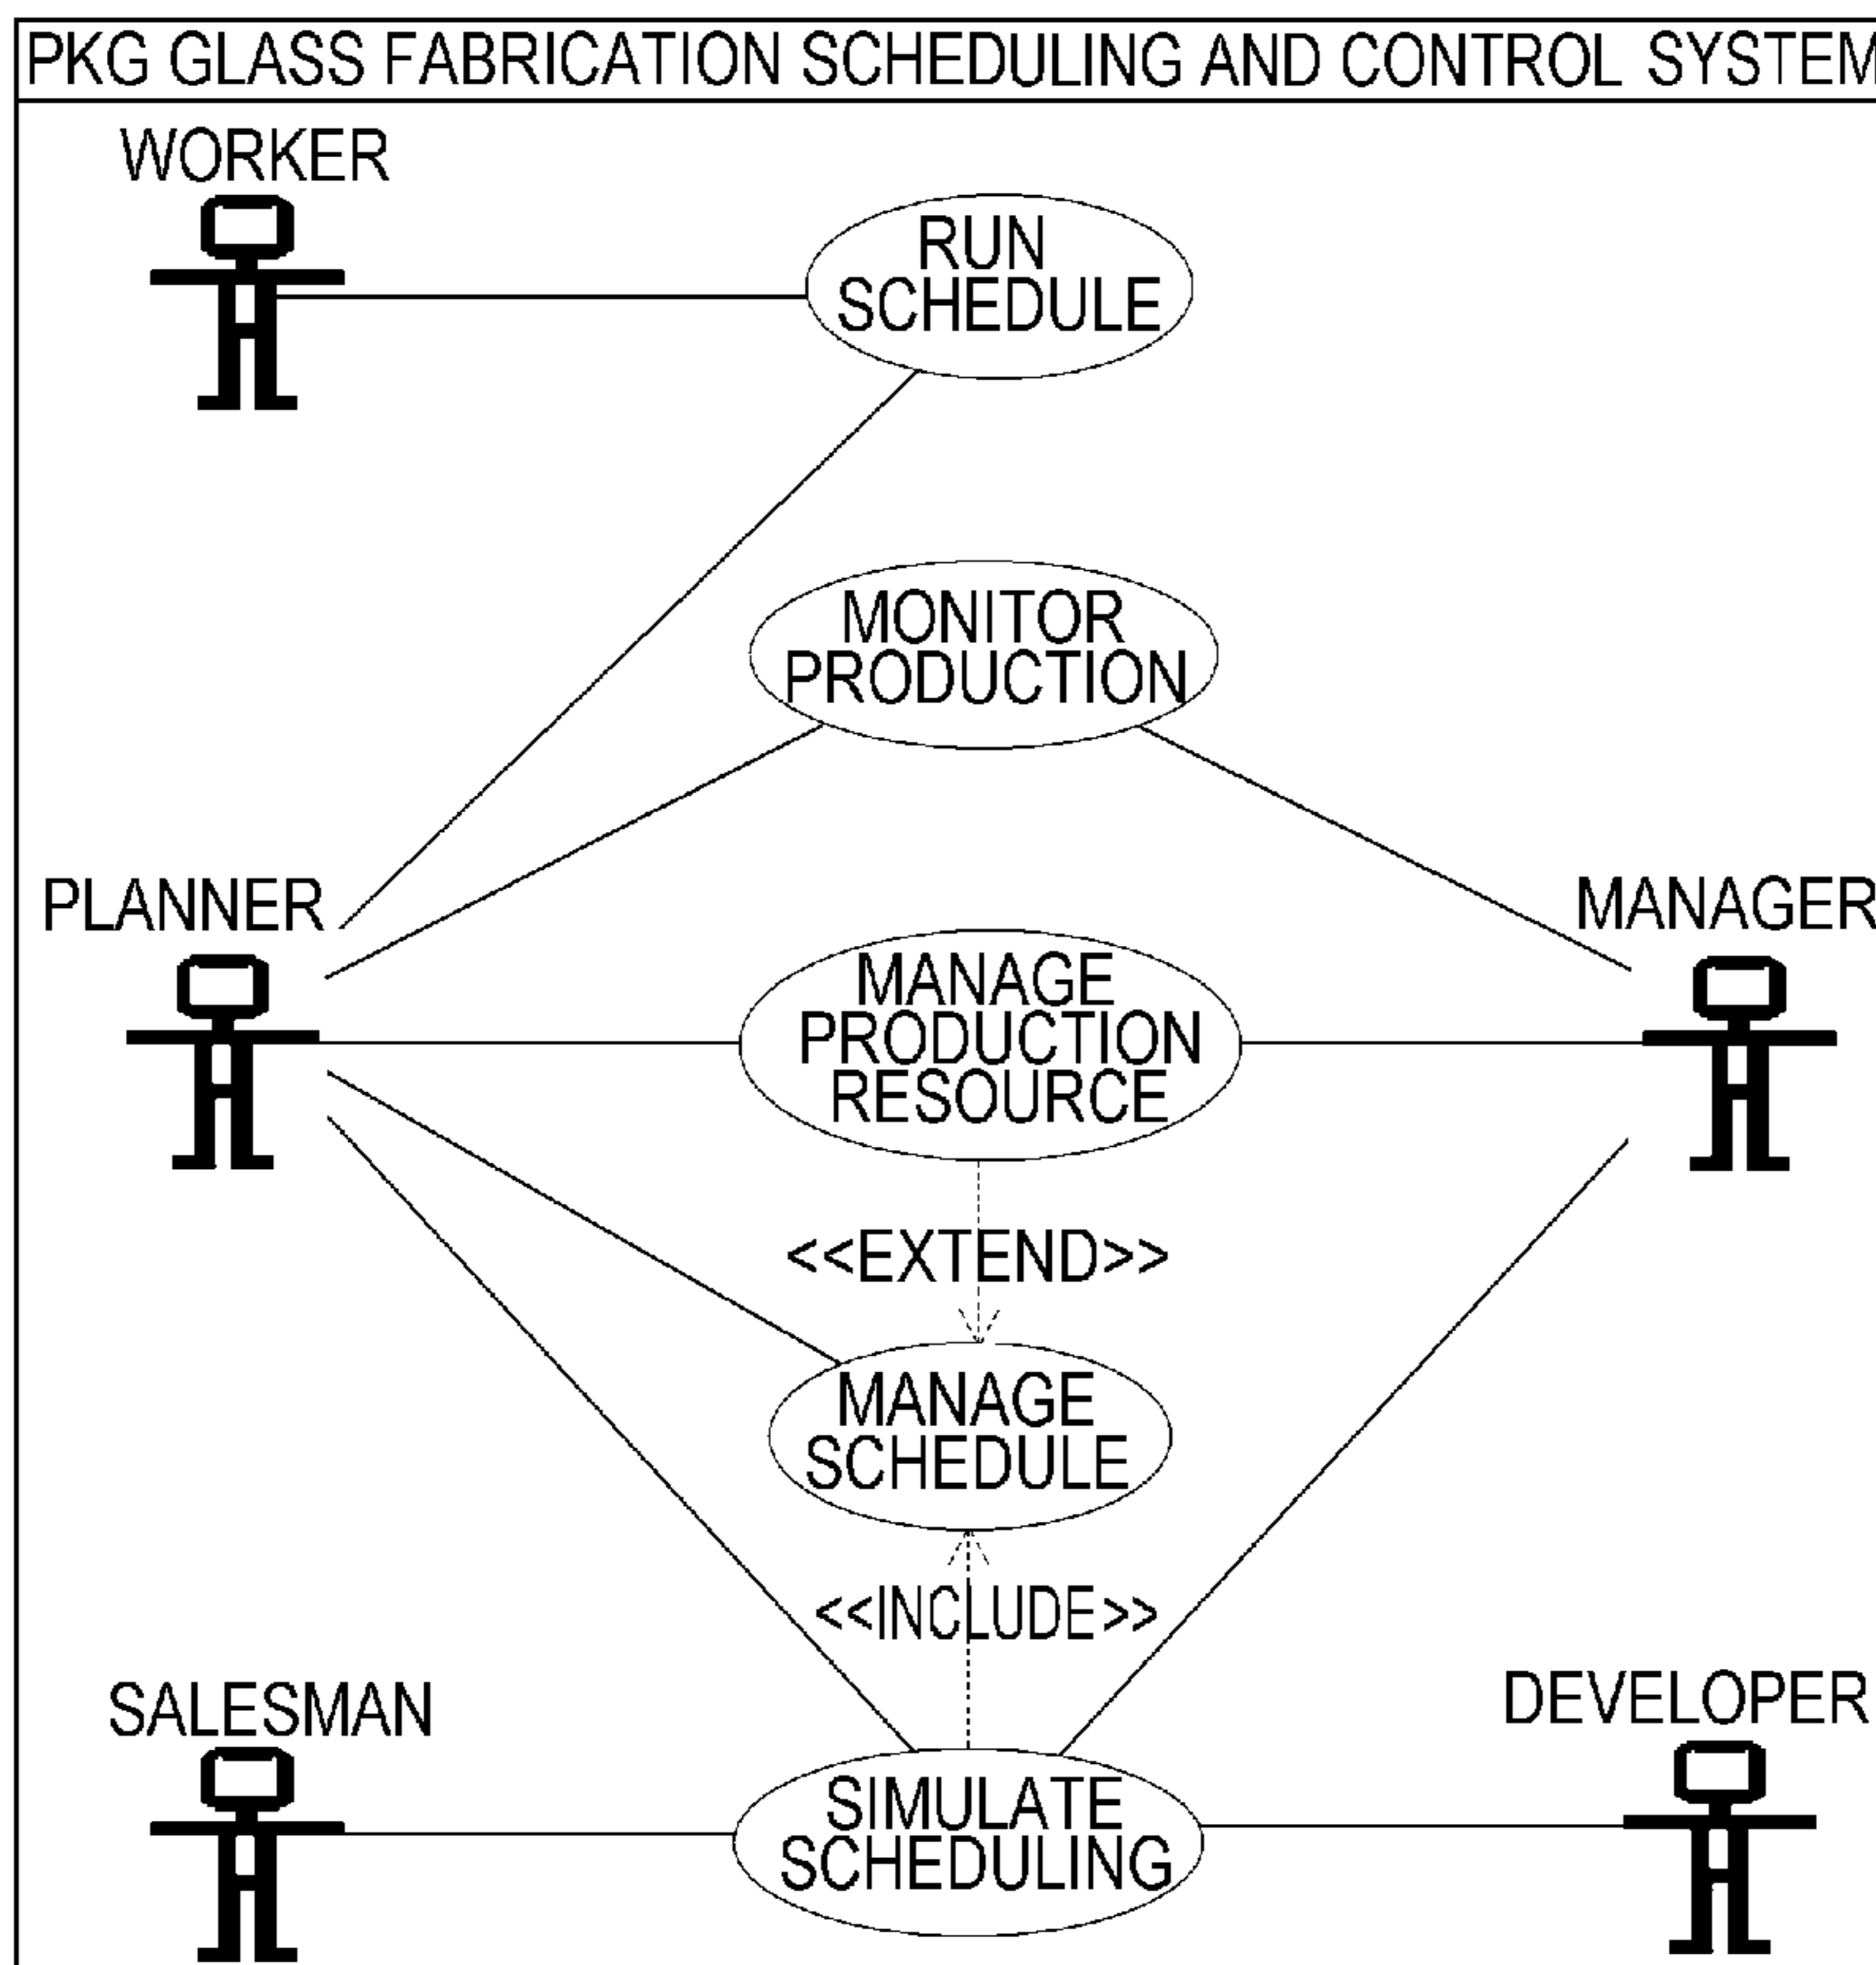 PKG GLASS FABRICATION SCHEDULING AND CONTROL SYSTEM
WORKER
RUN
SCHEDULE
MONITOR
PRODUCTION
PLANNER
MANAGER
MANAGE
PRODUCTION
RESOURCE
<<EXTEND>>
MANAGE
SCHEDULE
<<INCLUDE>>
SALESMAN
DEVELOPER
SIMULATE
SCHEDULING